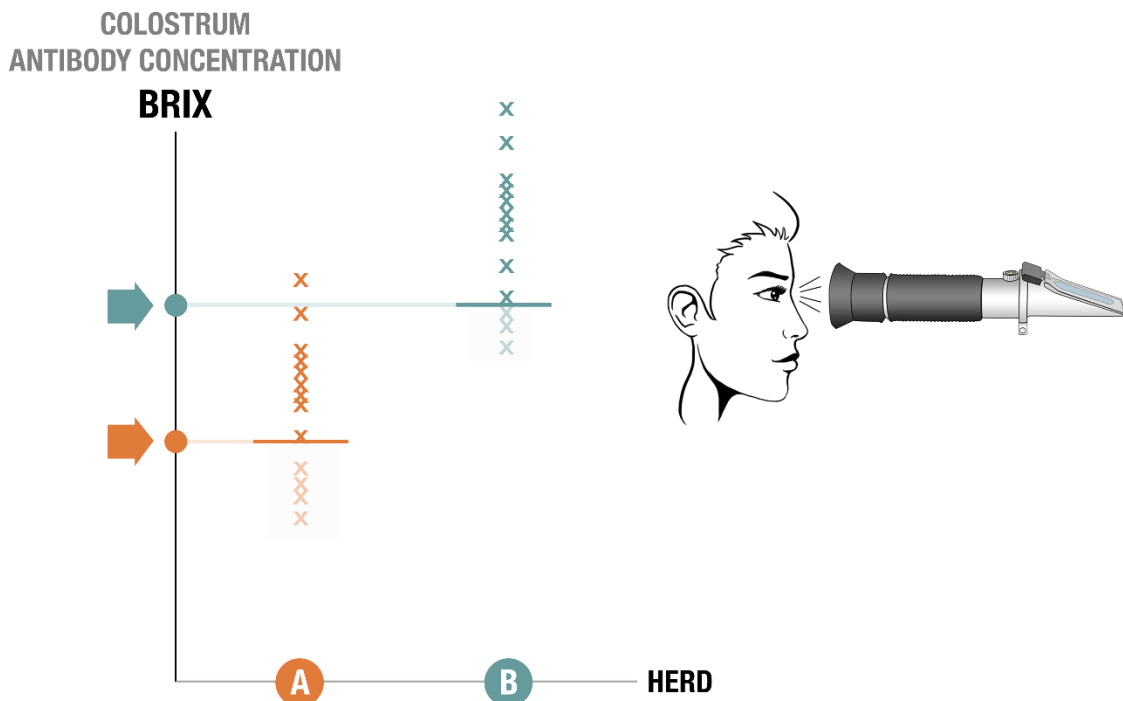 COLOSTRUM
ANTIBODY CONCENTRATION
BRIX
A
B
HERD